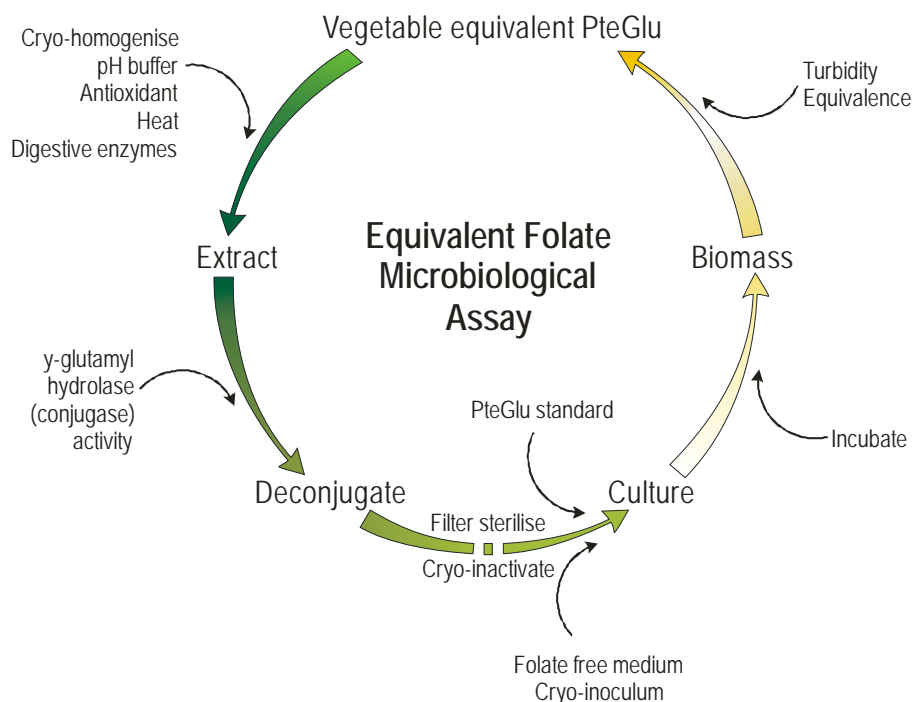 Vegetable equivalent PteGlu
Cryo-homogenise
pH buffer
Antioxidant
Heat
Digestive enzymes
Turbidity
Equivalence
Equivalent Folate
Microbiological
Assay
Extract
Biomass
y-glutamyl
hydrolase
(conjugase)
activity
PteGlu standard
Incubate
Deconjugate
Culture
Filter sterilise
Cryo-inactivate
Folate free medium
Cryo-inoculum